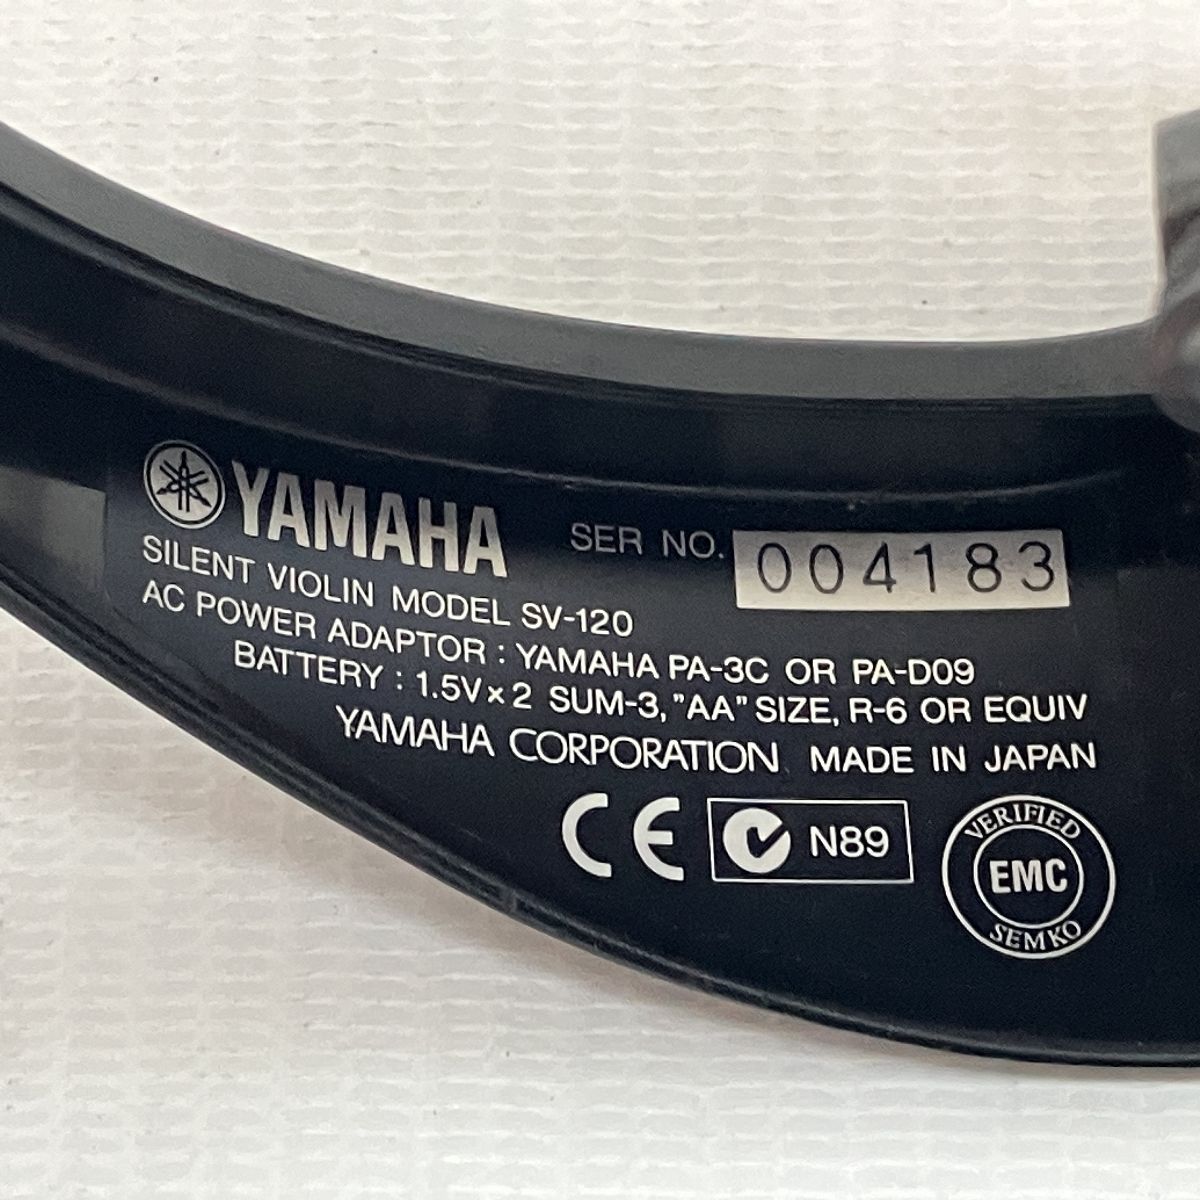 YAMAHA SER NO. 004183
SILENT VIOLIN MODEL SV-120
AC POWER ADAPTOR : YAMAHA PA-3C OR PA-D09
BATTERY : 1.5V×2 SUM-3, "AA" SIZE, R-6 OR EQUIV
YAMAHA CORPORATION MADE IN JAPAN
CE N89
VERIFIED
EMC
SEMKO